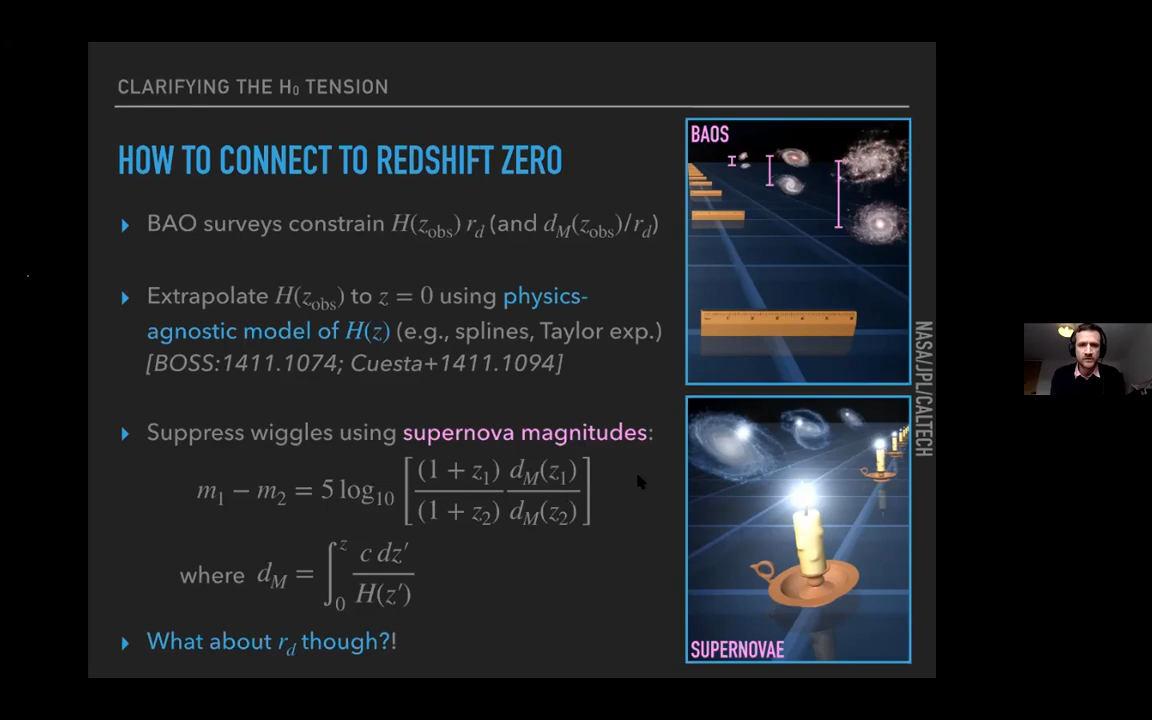 CLARIFYING THE H₀ TENSION
HOW TO CONNECT TO REDSHIFT ZERO
BAO surveys constrain H(z_obs) r_d (and d_M(z_obs)/r_d)
Extrapolate H(z_obs) to z = 0 using physics-
agnostic model of H(z) (e.g., splines, Taylor exp.)
[BOSS:1411.1074; Cuesta+1411.1094]
Suppress wiggles using supernova magnitudes:
m₁ − m₂ = 5 log₁₀ [(1 + z₁) d_M(z₁) / (1 + z₂) d_M(z₂)]
where d_M = ∫₀^z c dz′ / H(z′)
What about r_d though?!
BAOS
SUPERNOVAE
NASA/JPL/CALTECH